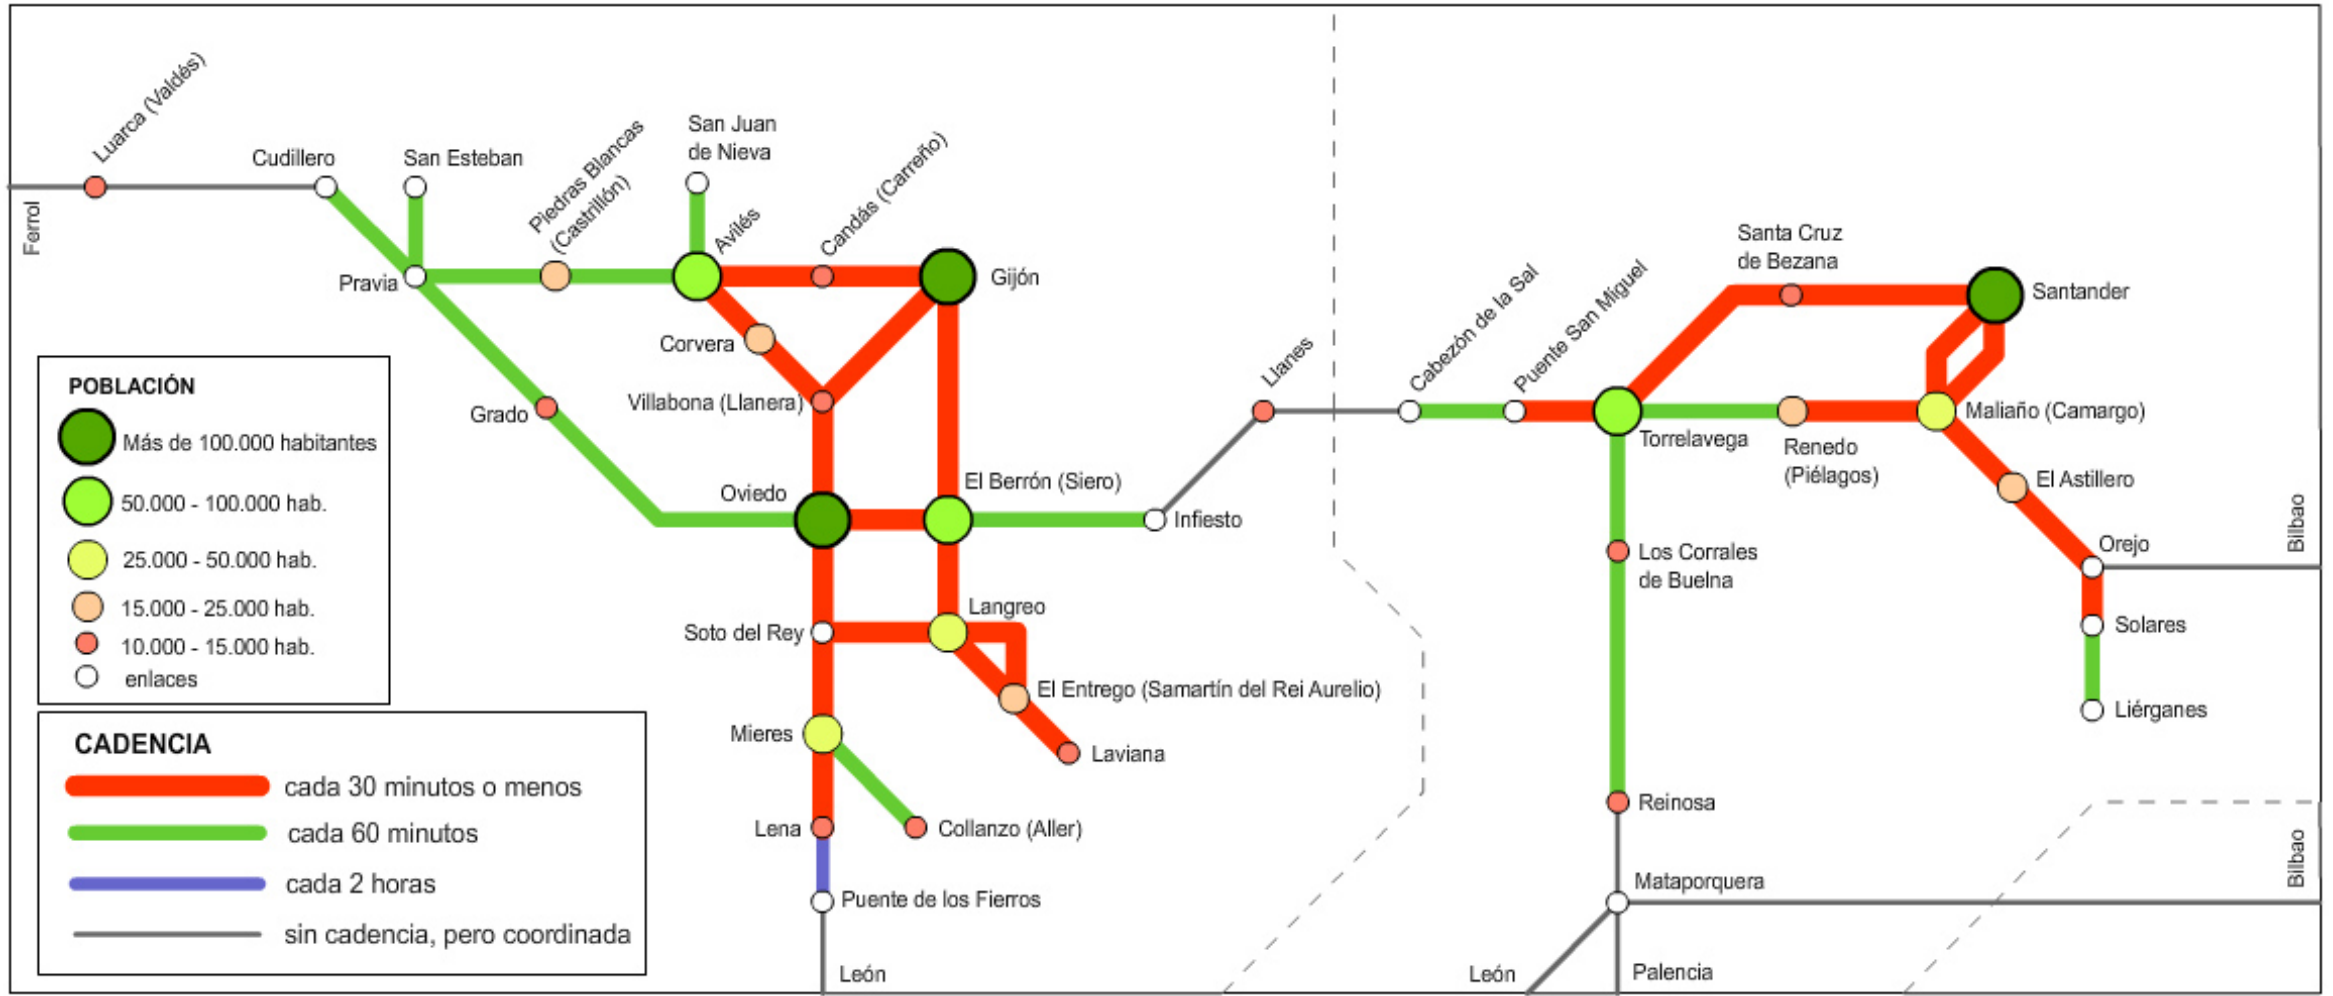 Luarca (Valdés)
Ferrol
Cudillero
San Esteban
Piedras Blancas
(Castrillón)
San Juan
de Nieva
Avilés
Candás (Carreño)
Gijón
Pravia
Corvera
Villabona (Llanera)
Grado
Oviedo
El Berrón (Siero)
Infiesto
Llanes
Soto del Rey
Langreo
El Entrego (Samartín del Rei Aurelio)
Mieres
Laviana
Lena
Collanzo (Aller)
Puente de los Fierros
León
Cabezón de la Sal
Puente San Miguel
Santa Cruz
de Bezana
Santander
Torrelavega
Renedo
(Piélagos)
Maliaño (Camargo)
El Astillero
Orejo
Bilbao
Solares
Liérganes
Los Corrales
de Buelna
Reinosa
Mataporquera
Bilbao
León
Palencia
POBLACIÓN
Más de 100.000 habitantes
50.000 - 100.000 hab.
25.000 - 50.000 hab.
15.000 - 25.000 hab.
10.000 - 15.000 hab.
enlaces
CADENCIA
cada 30 minutos o menos
cada 60 minutos
cada 2 horas
sin cadencia, pero coordinada